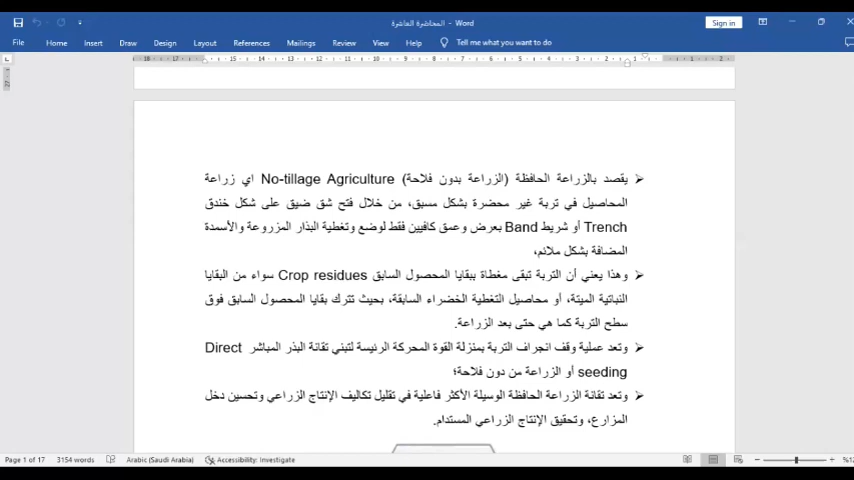 المحاضرة العاشرة - Word
Sign in
File Home Insert Draw Design Layout References Mailings Review View Help Tell me what you want to do
يقصد بالزراعة الحافظة (الزراعة بدون فلاحة) No-tillage Agriculture اي زراعة
المحاصيل في تربة غير محضرة بشكل مسبق، من خلال فتح شق ضيق على شكل خندق
Trench أو شريط Band بعرض وعمق كافيين فقط لوضع وتغطية البذار المزروعة والأسمدة
المضافة بشكل ملائم،
وهذا يعني أن التربة تبقى مغطاة ببقايا المحصول السابق Crop residues سواء من البقايا
النباتية الميتة، أو محاصيل التغطية الخضراء السابقة، بحيث تترك بقايا المحصول السابق فوق
سطح التربة كما هي حتى بعد الزراعة.
وتعد عملية وقف انجراف التربة بمنزلة القوة المحركة الرئيسة لتبني تقانة البذر المباشر Direct
seeding أو الزراعة من دون فلاحة؛
وتعد تقانة الزراعة الحافظة الوسيلة الأكثر فاعلية في تقليل تكاليف الإنتاج الزراعي وتحسين دخل
المزارع، وتحقيق الإنتاج الزراعي المستدام.
Page 1 of 17 3154 words Arabic (Saudi Arabia) Accessibility: Investigate